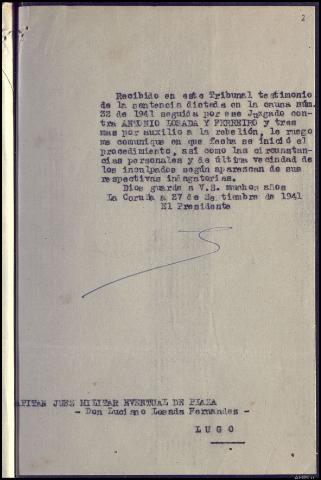 2
Recibido en este Tribunal testimonio
de la sentencia dictada en la causa núm.
22 de 1941 seguida por ese Juzgado con-
tra ANTONIO LOSADA Y FERREIRO y tres
mas por auxilio a la rebelión, le ruego
me comunique en que fecha se inició el
procedimiento, asi como las circunstan-
cias personales y de última vecindad de
los inculpados según aparezcan de sus
respectivas indagatorias.
Dios guarde a V.S. muchos años
La Coruña a 27 de Septiembre de 1941
El Presidente
APITAN JUEZ MILITAR EVENTUAL DE PLAZA
- Don Luciano Losada Fernandez -
LUGO